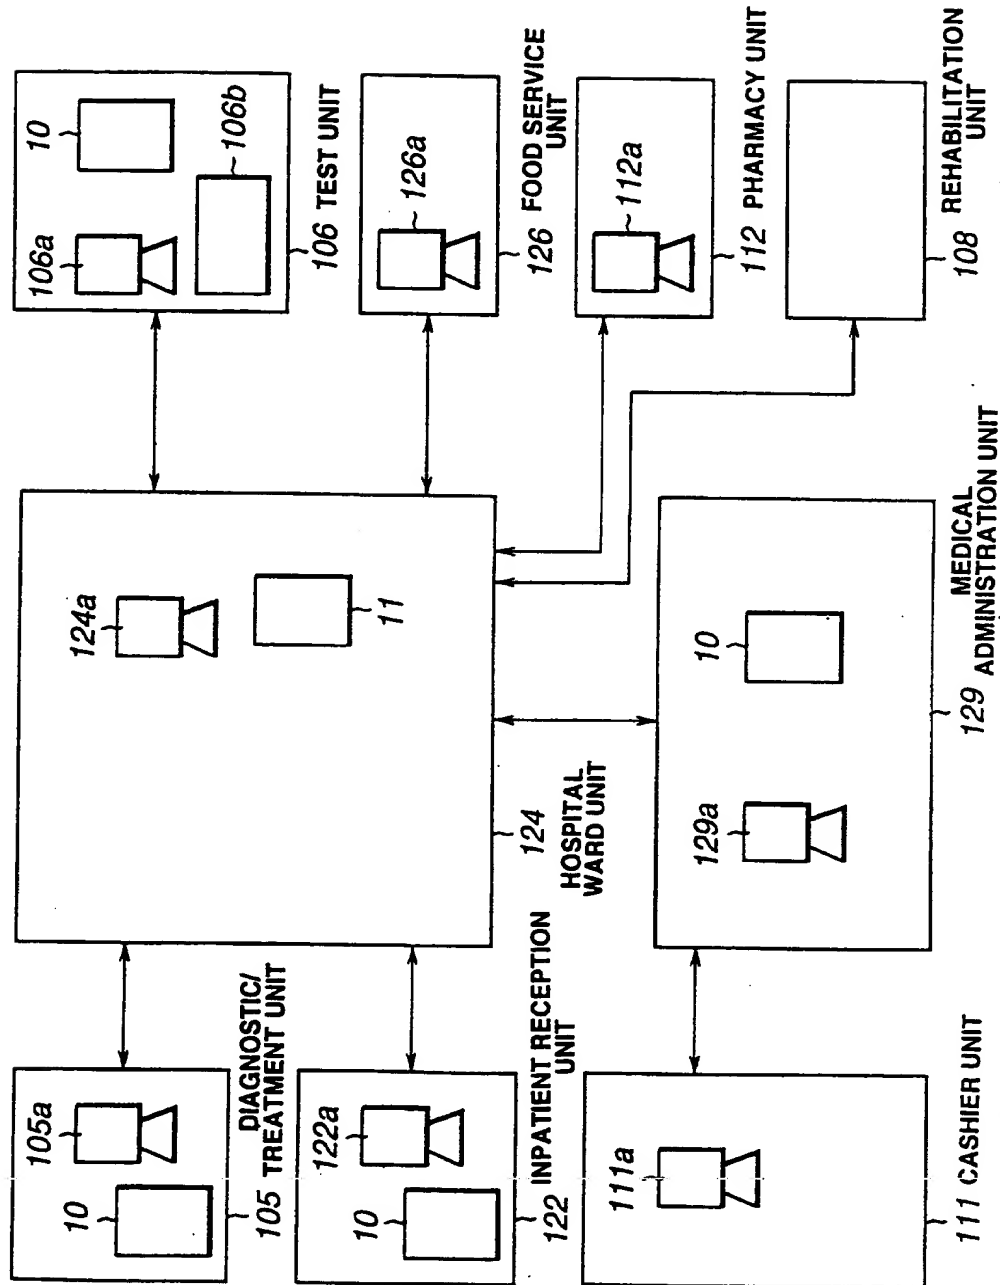 10
106a
106b
106 TEST UNIT
126a
126 FOOD SERVICE
UNIT
112a
112 PHARMACY UNIT
108 REHABILITATION
UNIT
124a
11
124 HOSPITAL
WARD UNIT
10
129a
129 MEDICAL
ADMINISTRATION UNIT
105a
10
105 DIAGNOSTIC/
TREATMENT UNIT
122a
10
122 INPATIENT RECEPTION
UNIT
111a
111 CASHIER UNIT